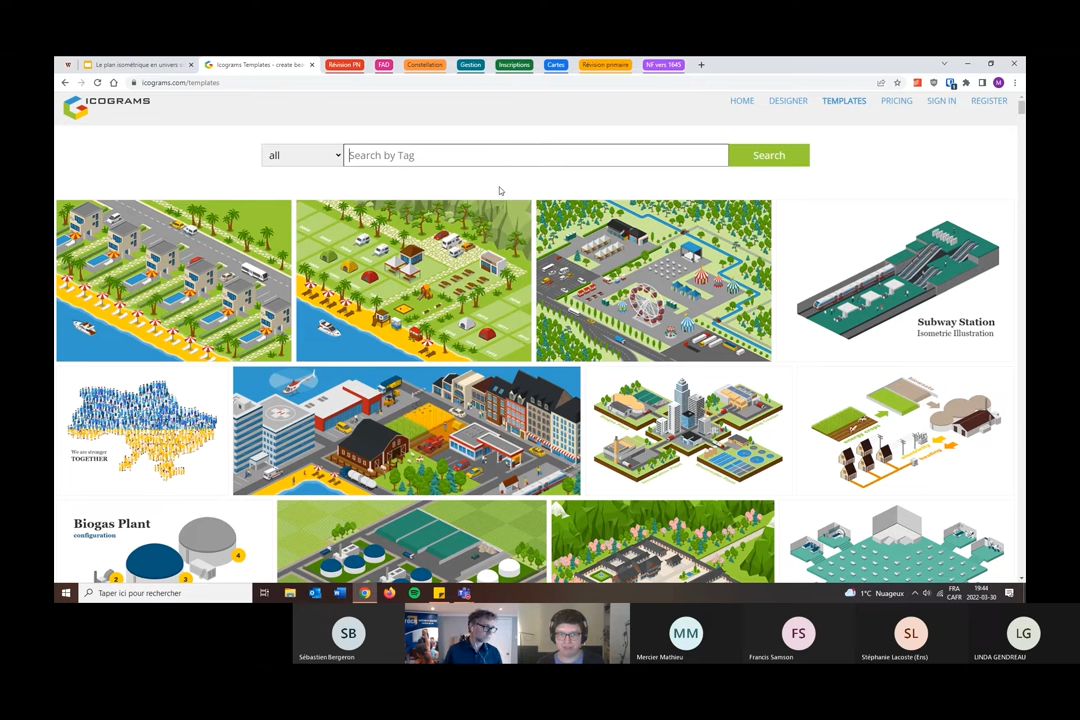 Le plan isométrique en univers s
Icograms Templates - create bea
Révision PN
FAD
Constellation
Gestion
Inscriptions
Cartes
Révision primaire
NF vers 1645
icograms.com/templates
M
ICOGRAMS
HOME
DESIGNER
TEMPLATES
PRICING
SIGN IN
REGISTER
all
Search by Tag
Search
Subway Station
Isometric Illustration
We are stronger
TOGETHER
Biogas Plant
configuration
2
3
4
Taper ici pour rechercher
1°C Nuageux
FRA
CAFR
19:44
2022-03-30
SB
MM
FS
SL
LG
Sébastien Bergeron
Mercier Mathieu
Francis Samson
Stéphanie Lacoste (Ens)
LINDA GENDREAU